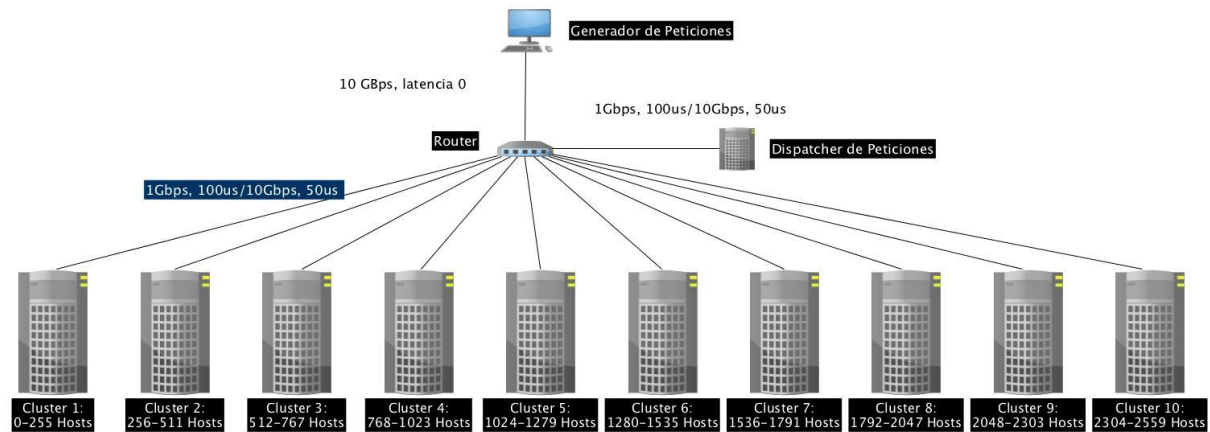 Generador de Peticiones
10 GBps, latencia 0
1Gbps, 100us/10Gbps, 50us
Router
Dispatcher de Peticiones
1Gbps, 100us/10Gbps, 50us
Cluster 1:
0-255 Hosts
Cluster 2:
256-511 Hosts
Cluster 3:
512-767 Hosts
Cluster 4:
768-1023 Hosts
Cluster 5:
1024-1279 Hosts
Cluster 6:
1280-1535 Hosts
Cluster 7:
1536-1791 Hosts
Cluster 8:
1792-2047 Hosts
Cluster 9:
2048-2303 Hosts
Cluster 10:
2304-2559 Hosts